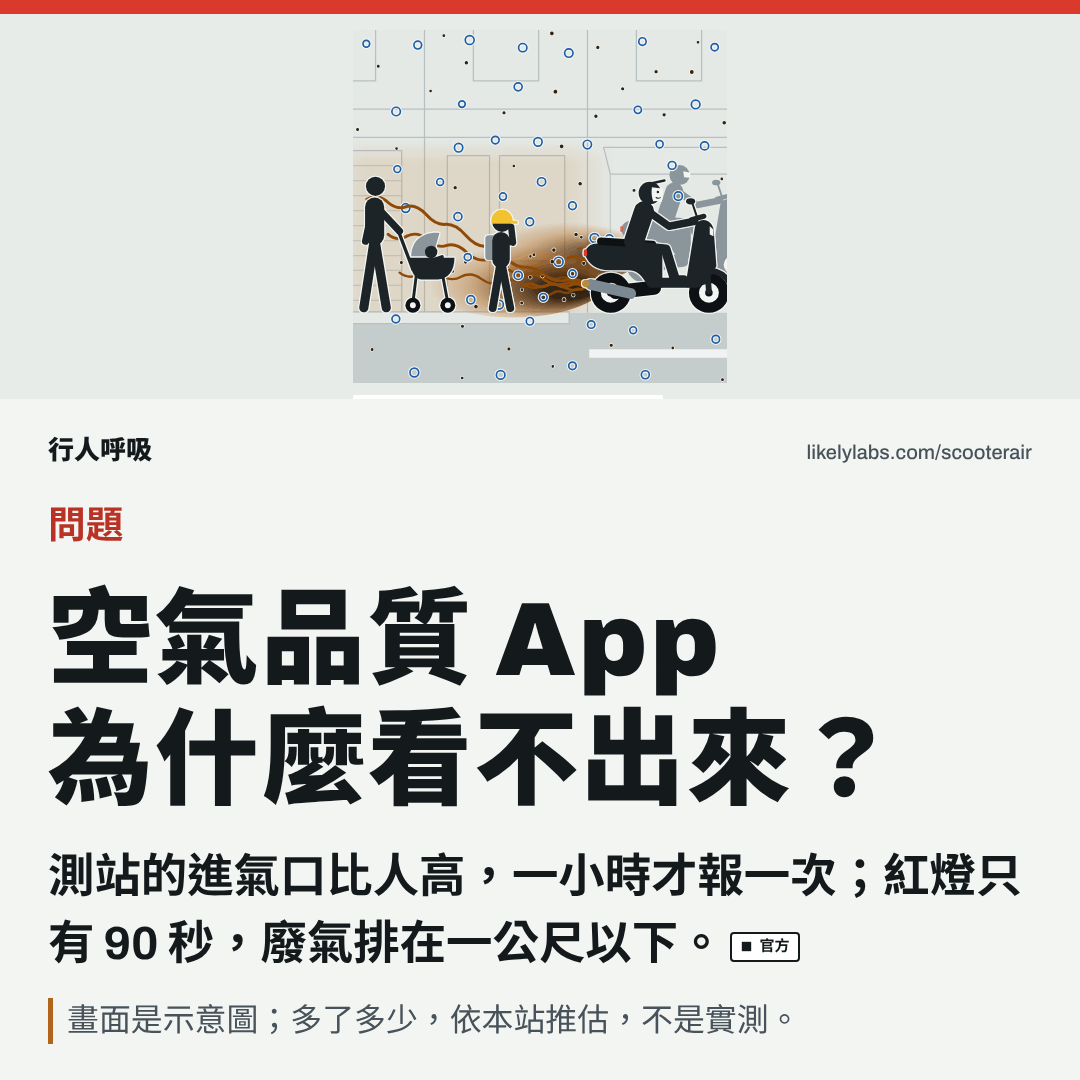 行人呼吸
likelylabs.com/scooterair
問題
空氣品質 App
為什麼看不出來？
測站的進氣口比人高，一小時才報一次；紅燈只
有 90 秒，廢氣排在一公尺以下。 ■ 官方
畫面是示意圖；多了多少，依本站推估，不是實測。